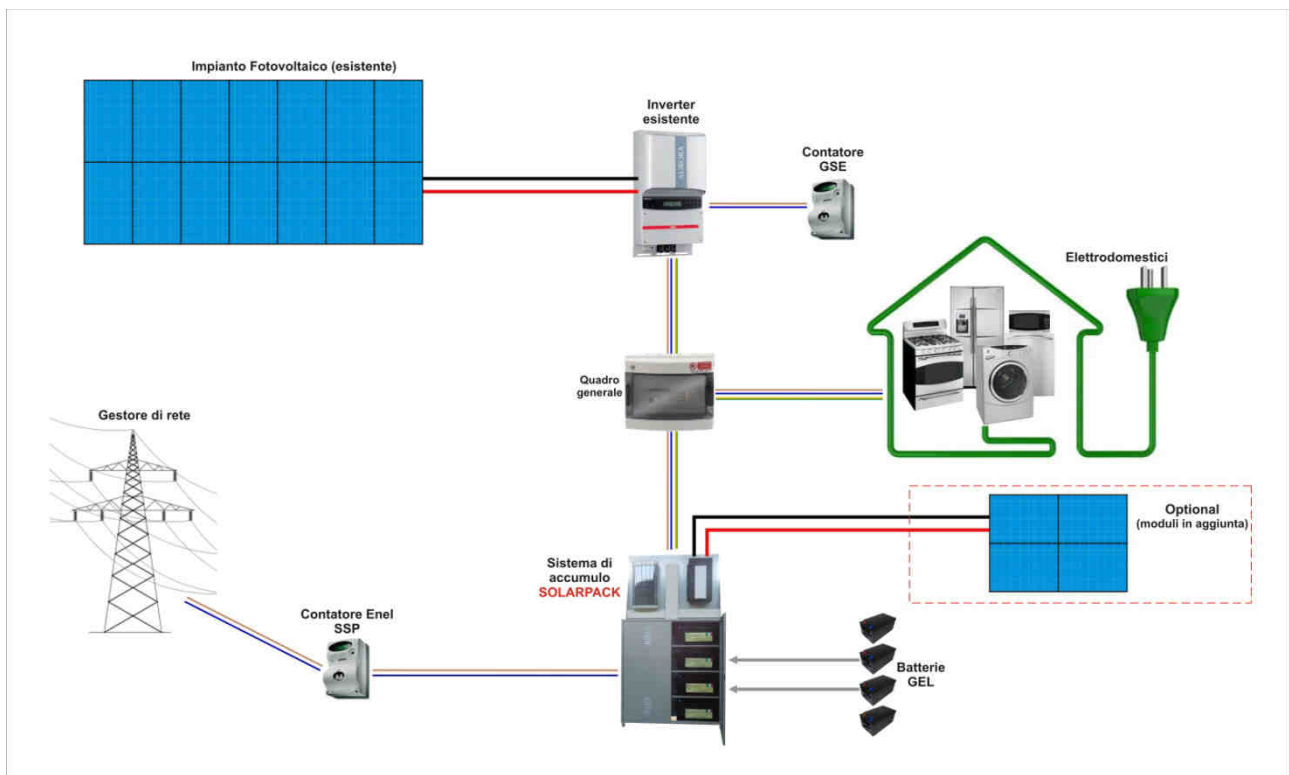 Impianto Fotovoltaico (esistente)
Inverter
esistente
AURORA
Contatore
GSE
Elettrodomestici
Quadro
generale
Gestore di rete
Optional
(moduli in aggiunta)
Sistema di
accumulo
SOLARPACK
Contatore Enel
SSP
Batterie
GEL